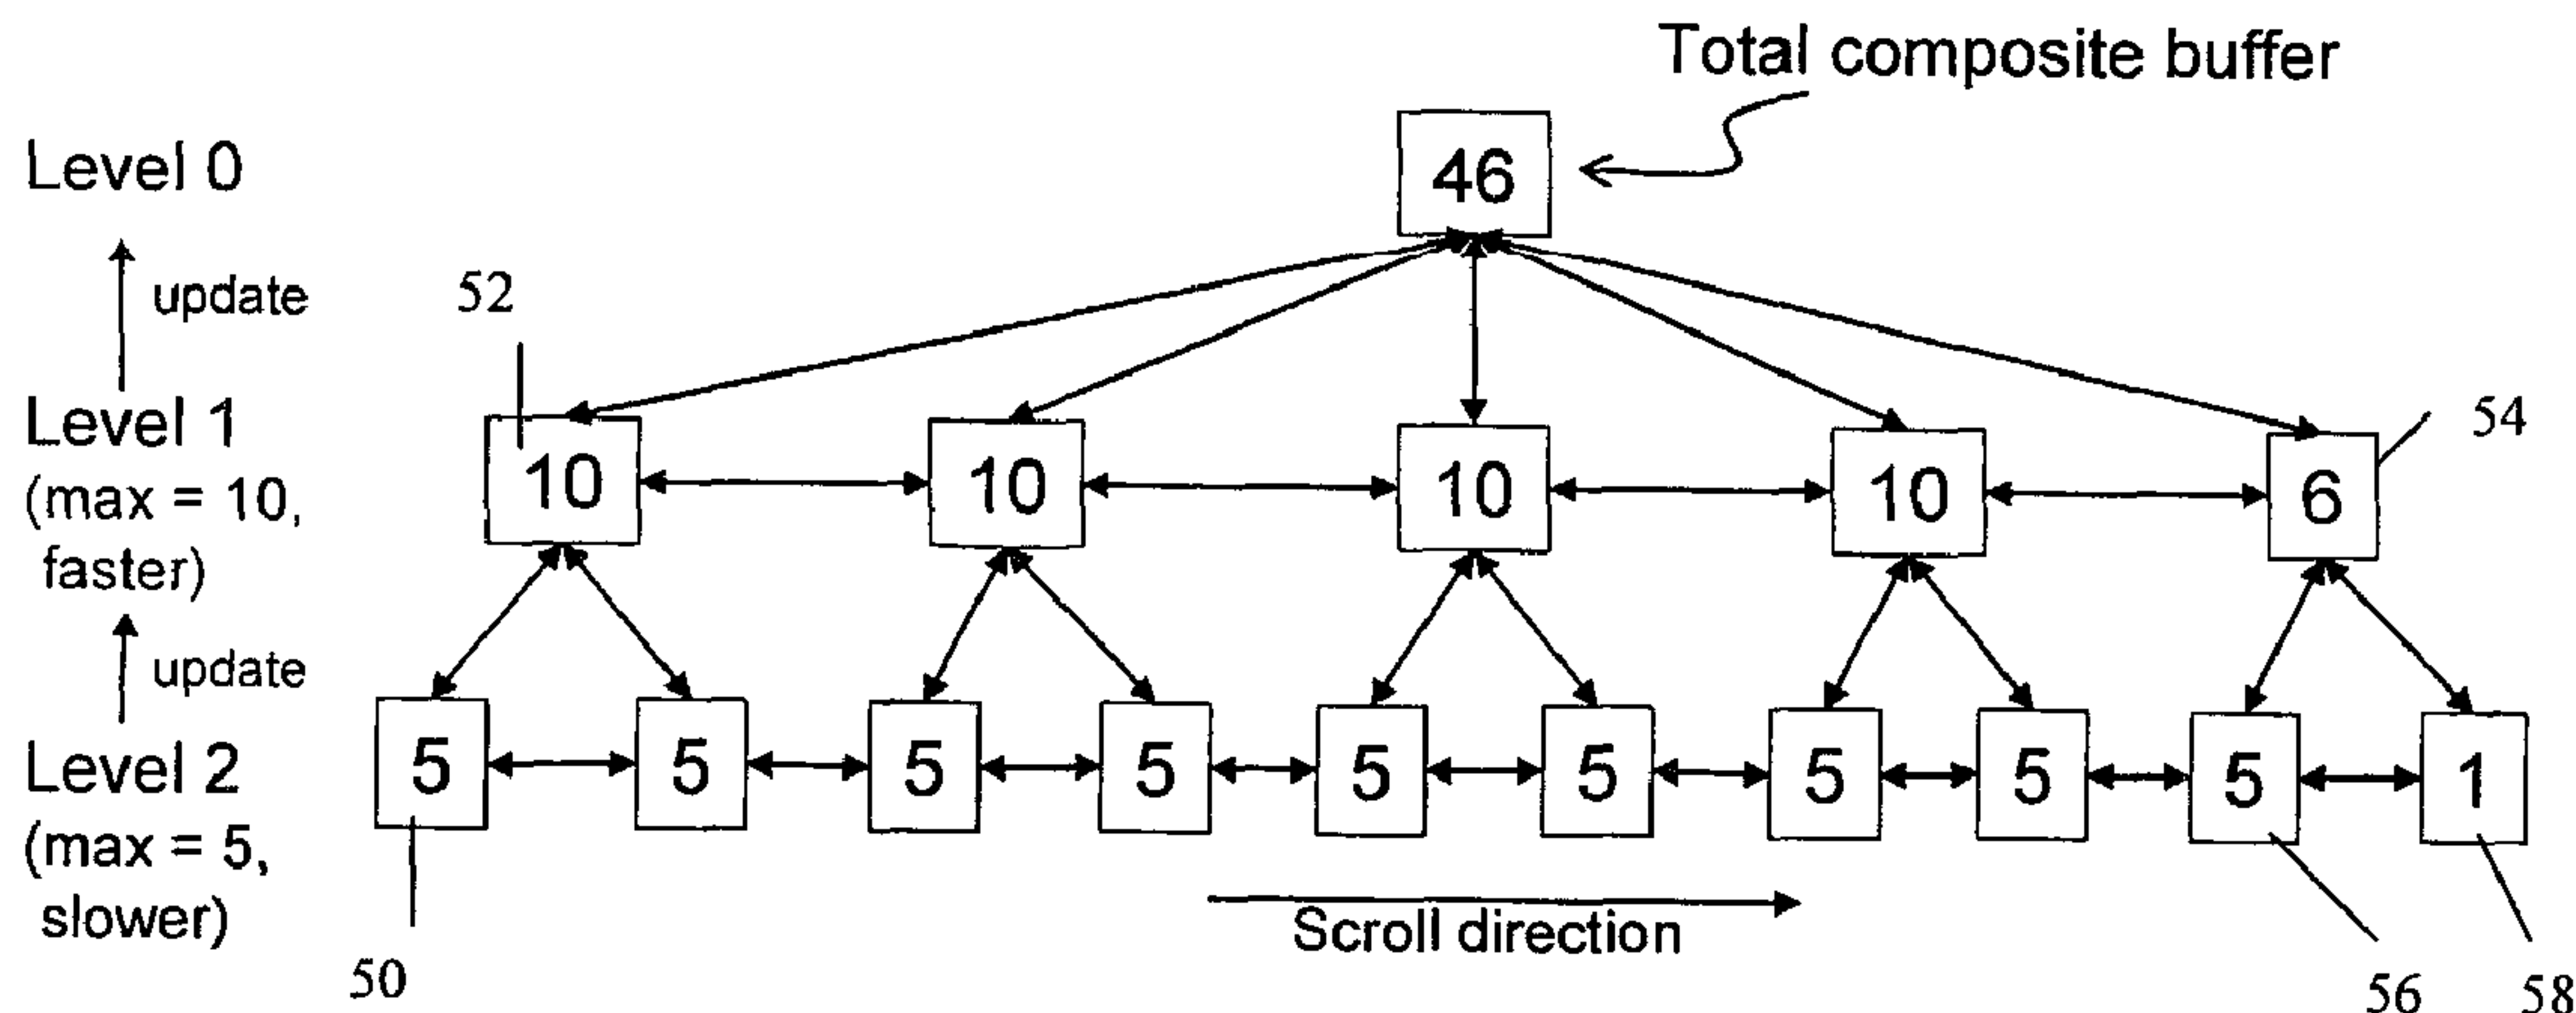 Total composite buffer
Level 0
46
update
52
Level 1
(max = 10,
faster)
10
10
10
10
6
54
update
Level 2
(max = 5,
slower)
5
5
5
5
5
5
5
5
5
1
Scroll direction
50
56
58